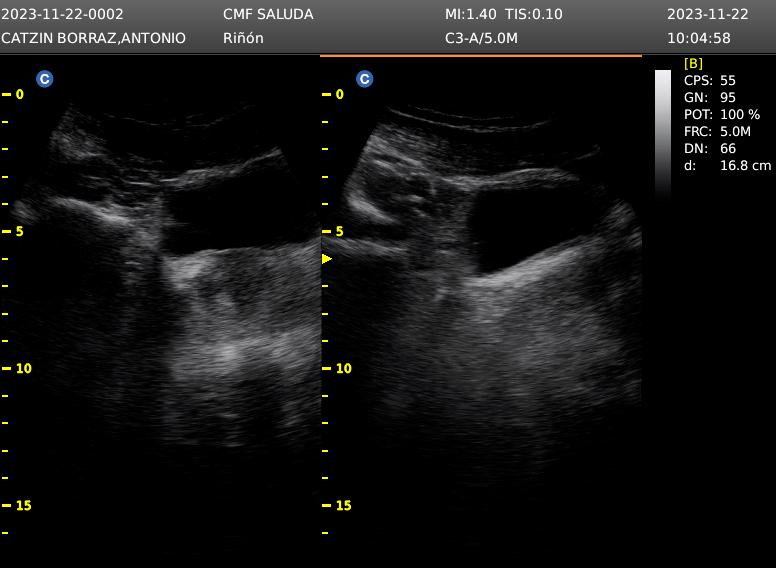 2023-11-22-0002 CMF SALUDA MI:1.40 TIS:0.10 2023-11-22
CATZIN BORRAZ,ANTONIO Riñón C3-A/5.0M 10:04:58
C
C
[B]
CPS: 55
GN: 95
POT: 100 %
FRC: 5.0M
DN: 66
d: 16.8 cm
0
5
10
15
0
5
10
15